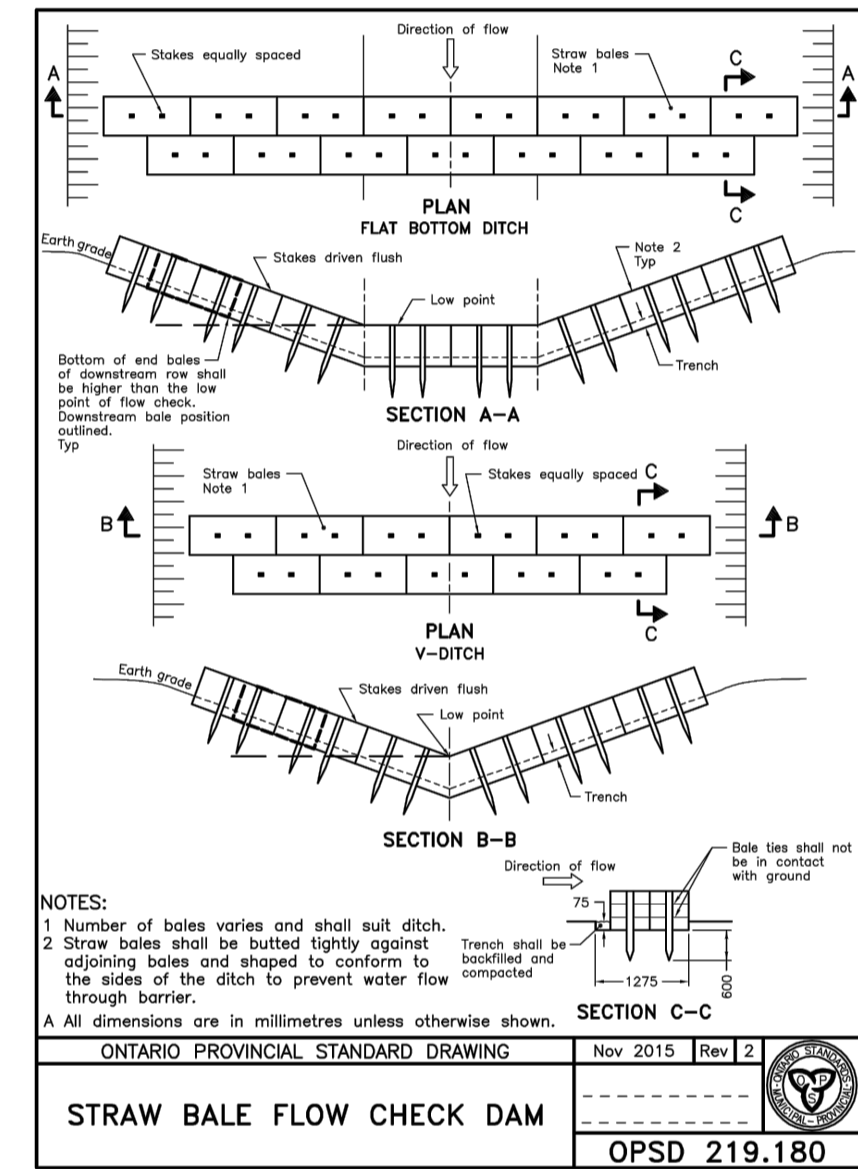 Direction of flow
Stakes equally spaced
Straw bales
Note 1
C
A
A
C
PLAN
FLAT BOTTOM DITCH
Earth grade
Stakes driven flush
Note 2
Typ
Low point
Bottom of end bales
of downstream row shall
be higher than the low
point of flow check.
Downstream bale position
outlined.
Typ
Trench
SECTION A-A
Direction of flow
Straw bales
Note 1
Stakes equally spaced
C
B
B
C
PLAN
V-DITCH
Earth grade
Stakes driven flush
Low point
Trench
SECTION B-B
Direction of flow
Bale ties shall not
be in contact
with ground
75
Trench shall be
backfilled and
compacted
1275
600
SECTION C-C
NOTES:
1 Number of bales varies and shall suit ditch.
2 Straw bales shall be butted tightly against
adjoining bales and shaped to conform to
the sides of the ditch to prevent water flow
through barrier.
A All dimensions are in millimetres unless otherwise shown.
ONTARIO PROVINCIAL STANDARD DRAWING
Nov 2015
Rev
2
STRAW BALE FLOW CHECK DAM
ONTARIO STANDARDS
MUNICIPAL - PROVINCIAL
O P
S
OPSD 219.180